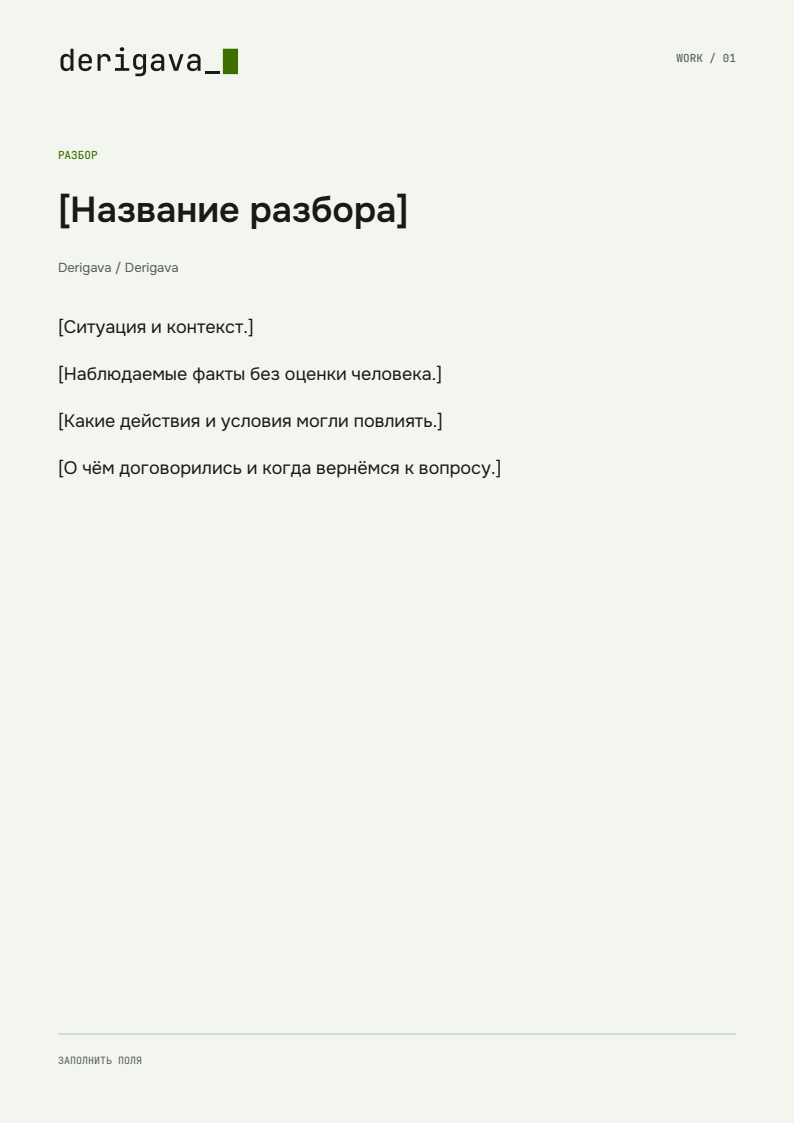 derigava_
WORK / 01
РАЗБОР
[Название разбора]
Derigava / Derigava
[Ситуация и контекст.]
[Наблюдаемые факты без оценки человека.]
[Какие действия и условия могли повлиять.]
[О чём договорились и когда вернёмся к вопросу.]
ЗАПОЛНИТЬ ПОЛЯ